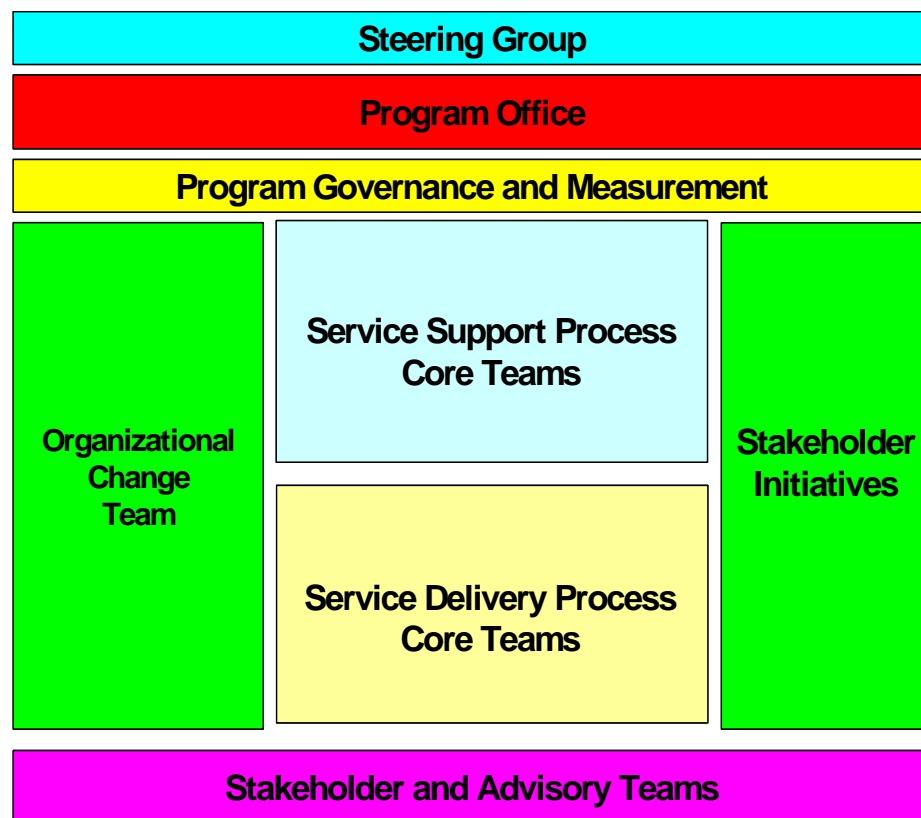 Steering Group
Program Office
Program Governance and Measurement
Organizational
Change
Team
Service Support Process
Core Teams
Service Delivery Process
Core Teams
Stakeholder
Initiatives
Stakeholder and Advisory Teams